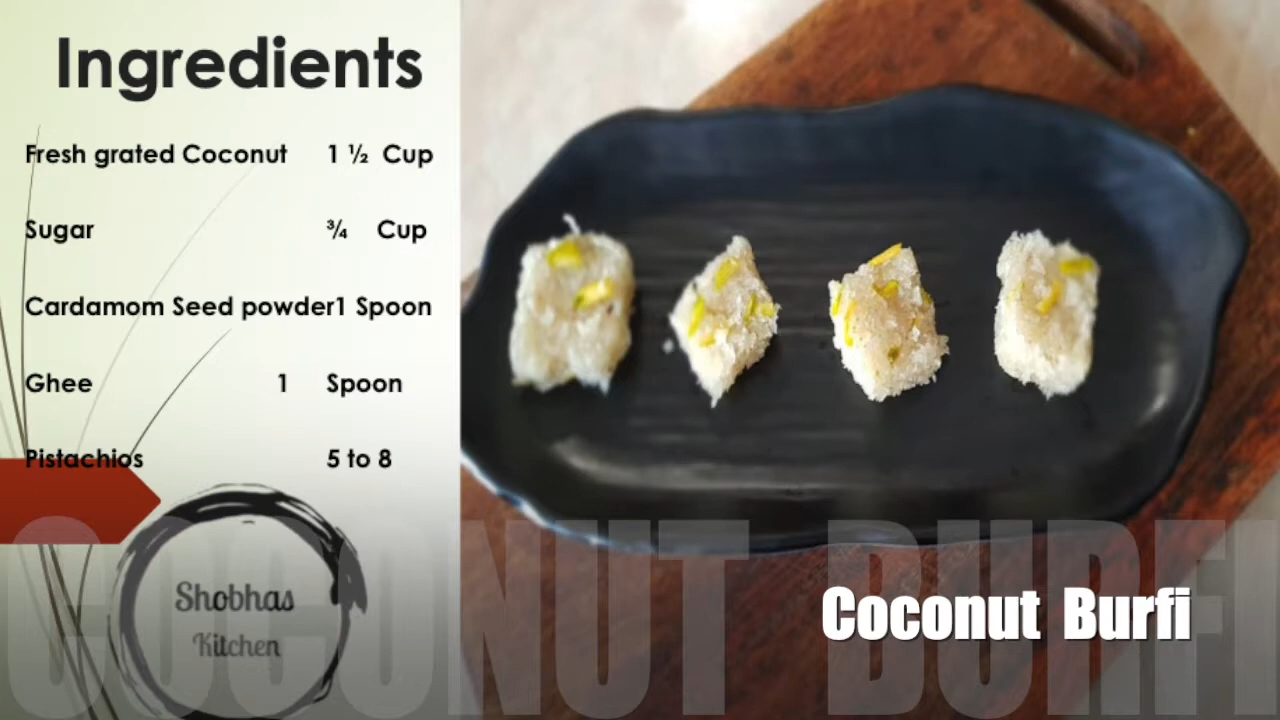 Ingredients
Fresh grated Coconut 1 ½ Cup
Sugar ¾ Cup
Cardamom Seed powder1 Spoon
Ghee 1 Spoon
Pistachios 5 to 8
Shobhas
Kitchen
COCONUT BURFI
Coconut Burfi